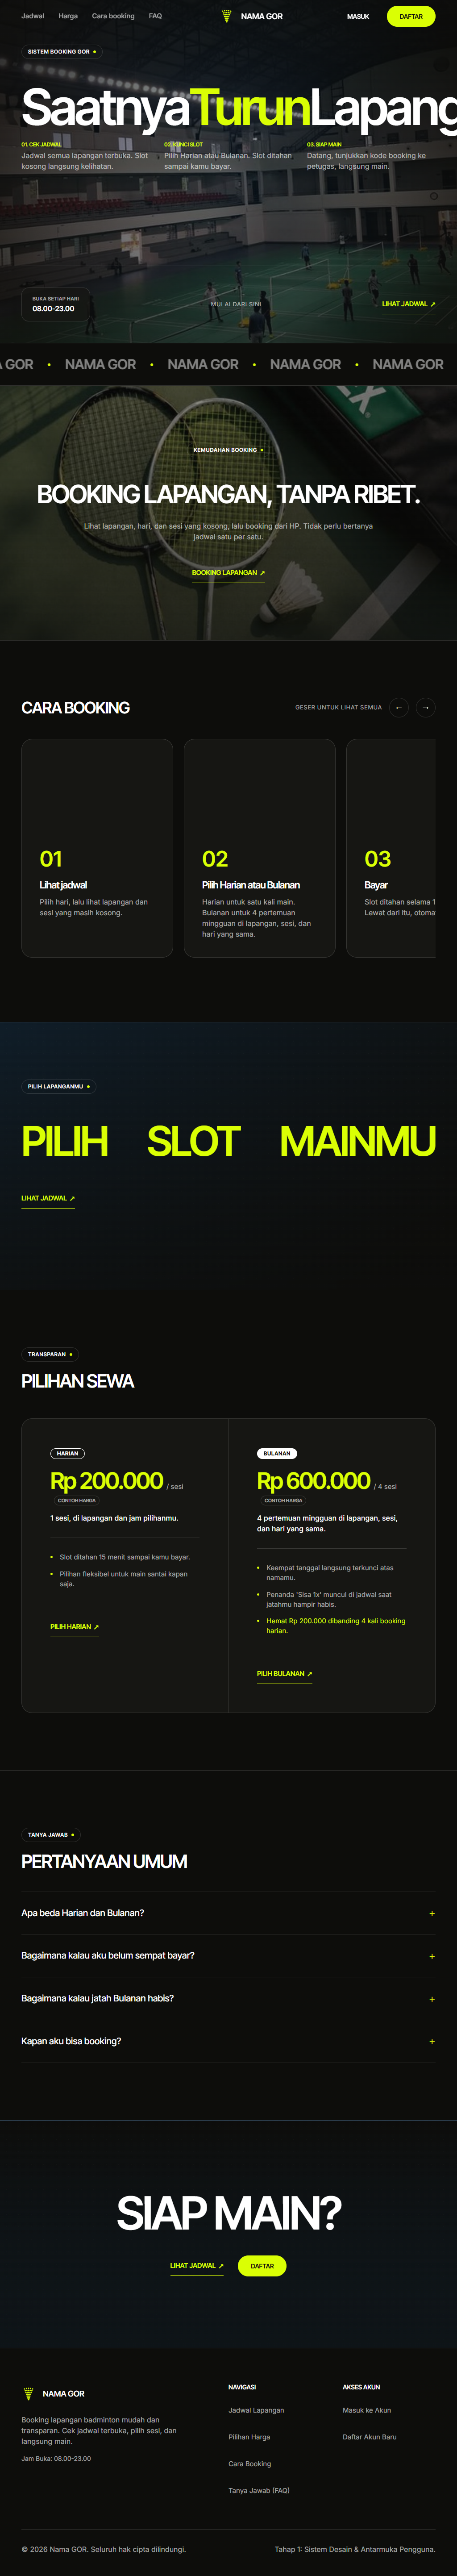 Jadwal Harga Cara booking FAQ NAMA GOR MASUK DAFTAR
SISTEM BOOKING GOR
SaatnyaTurunLapang
01. CEK JADWAL
Jadwal semua lapangan terbuka. Slot
kosong langsung kelihatan.
02. KUNCI SLOT
Pilih Harian atau Bulanan. Slot ditahan
sampai kamu bayar.
03. SIAP MAIN
Datang, tunjukkan kode booking ke
petugas, langsung main.
BUKA SETIAP HARI
08.00-23.00
MULAI DARI SINI
LIHAT JADWAL ↗
A GOR • NAMA GOR • NAMA GOR • NAMA GOR • NAMA GOR
KEMUDAHAN BOOKING
BOOKING LAPANGAN, TANPA RIBET.
Lihat lapangan, hari, dan sesi yang kosong, lalu booking dari HP. Tidak perlu bertanya
jadwal satu per satu.
BOOKING LAPANGAN ↗
CARA BOOKING
GESER UNTUK LIHAT SEMUA ← →
01
Lihat jadwal
Pilih hari, lalu lihat lapangan dan
sesi yang masih kosong.
02
Pilih Harian atau Bulanan
Harian untuk satu kali main.
Bulanan untuk 4 pertemuan
mingguan di lapangan, sesi, dan
hari yang sama.
03
Bayar
Slot ditahan selama 1
Lewat dari itu, otoma
PILIH LAPANGANMU
PILIH SLOT MAINMU
LIHAT JADWAL ↗
TRANSPARAN
PILIHAN SEWA
HARIAN
Rp 200.000 / sesi
CONTOH HARGA
1 sesi, di lapangan dan jam pilihanmu.
• Slot ditahan 15 menit sampai kamu bayar.
• Pilihan fleksibel untuk main santai kapan
saja.
PILIH HARIAN ↗
BULANAN
Rp 600.000 / 4 sesi
CONTOH HARGA
4 pertemuan mingguan di lapangan, sesi,
dan hari yang sama.
• Keempat tanggal langsung terkunci atas
namamu.
• Penanda 'Sisa 1x' muncul di jadwal saat
jatahmu hampir habis.
• Hemat Rp 200.000 dibanding 4 kali booking
harian.
PILIH BULANAN ↗
TANYA JAWAB
PERTANYAAN UMUM
Apa beda Harian dan Bulanan? +
Bagaimana kalau aku belum sempat bayar? +
Bagaimana kalau jatah Bulanan habis? +
Kapan aku bisa booking? +
SIAP MAIN?
LIHAT JADWAL ↗ DAFTAR
NAMA GOR
Booking lapangan badminton mudah dan
transparan. Cek jadwal terbuka, pilih sesi, dan
langsung main.
Jam Buka: 08.00-23.00
NAVIGASI
Jadwal Lapangan
Pilihan Harga
Cara Booking
Tanya Jawab (FAQ)
AKSES AKUN
Masuk ke Akun
Daftar Akun Baru
© 2026 Nama GOR. Seluruh hak cipta dilindungi.
Tahap 1: Sistem Desain & Antarmuka Pengguna.